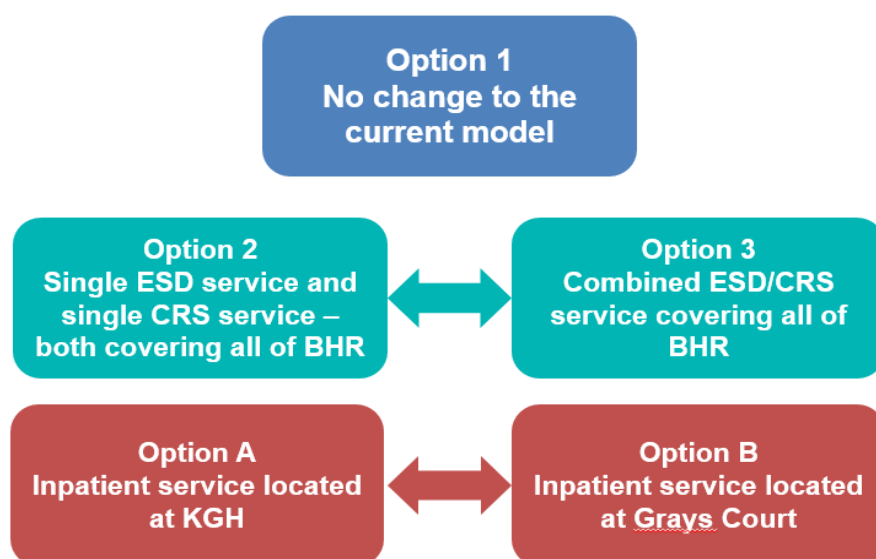 Option 1
No change to the
current model
Option 2
Single ESD service and
single CRS service –
both covering all of BHR
Option 3
Combined ESD/CRS
service covering all of
BHR
Option A
Inpatient service located
at KGH
Option B
Inpatient service located
at Grays Court